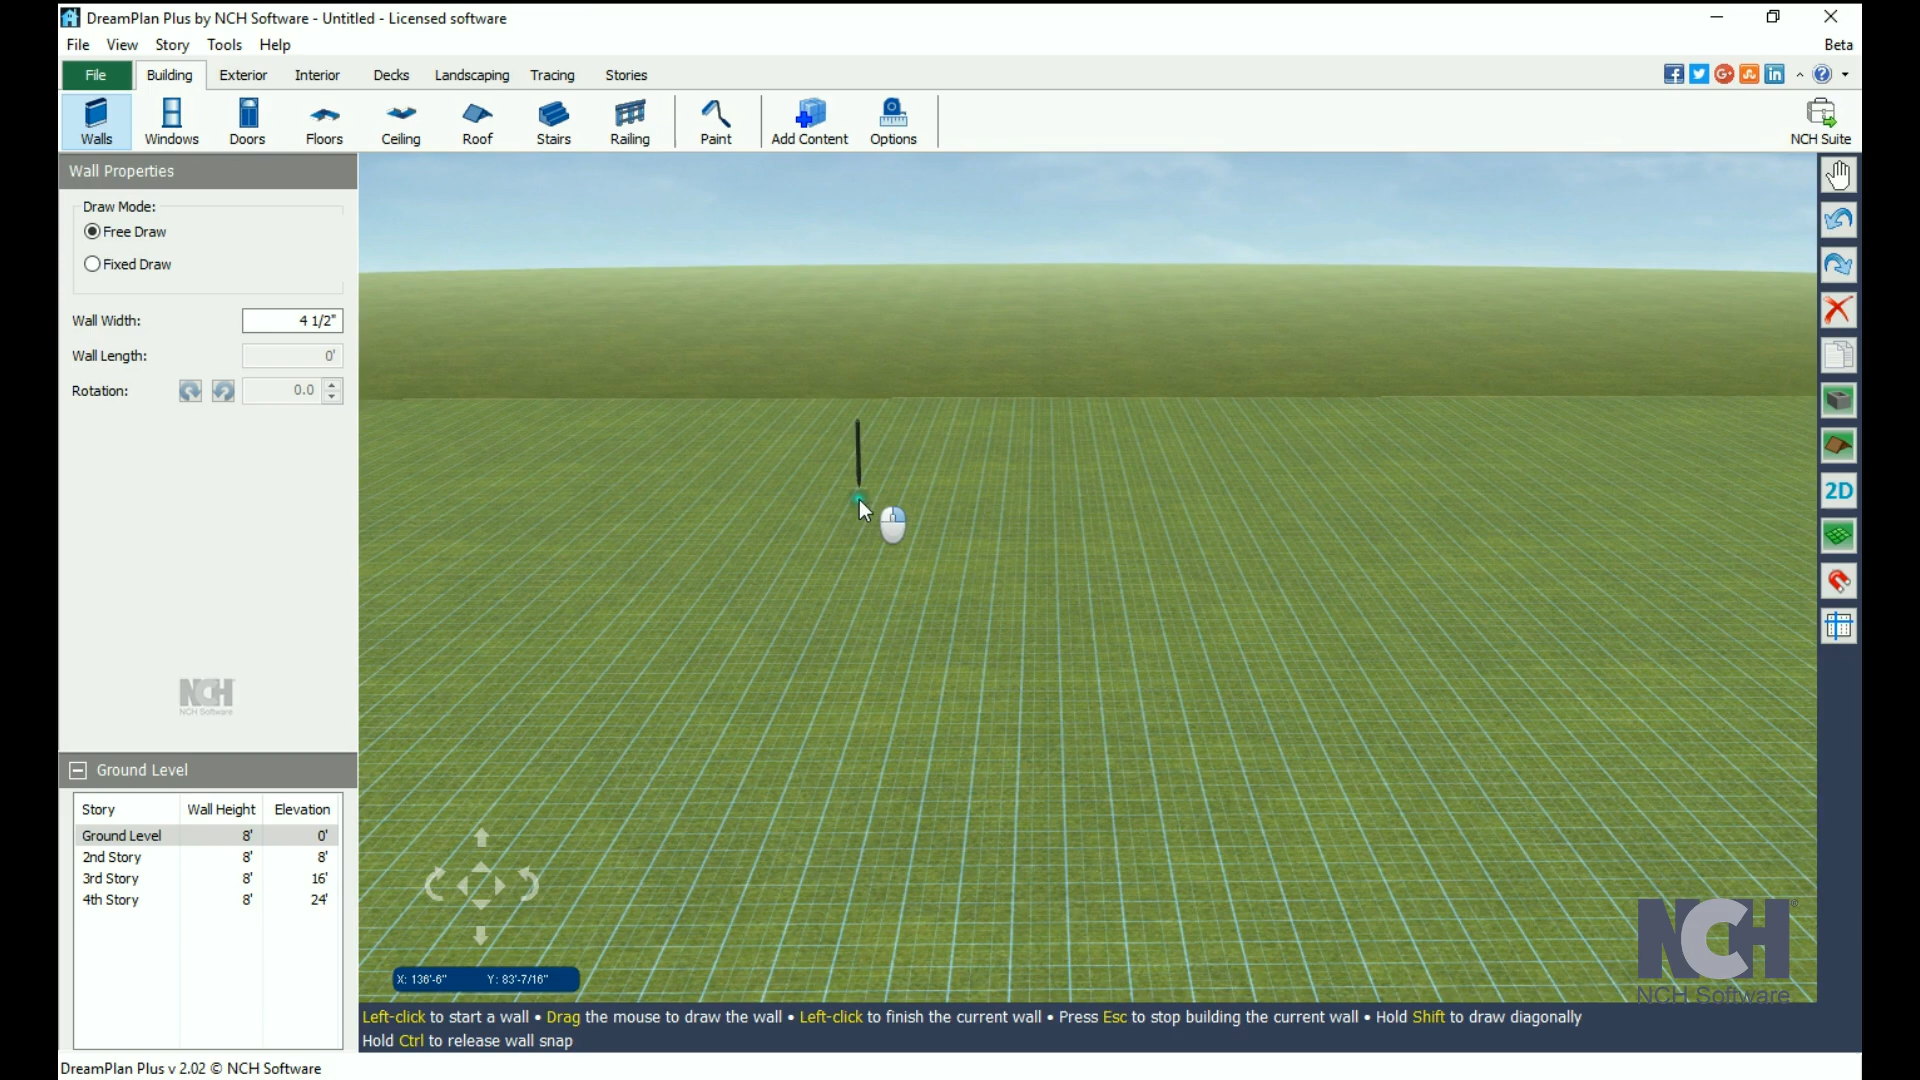 DreamPlan Plus by NCH Software - Untitled - Licensed software
File View Story Tools Help
Beta
File Building Exterior Interior Decks Landscaping Tracing Stories
Walls Windows Doors Floors Ceiling Roof Stairs Railing Paint Add Content Options NCH Suite
Wall Properties
Draw Mode:
Free Draw
Fixed Draw
Wall Width: 4 1/2"
Wall Length: 0'
Rotation: 0.0
2D
NCH
NCH Software
Ground Level
Story Wall Height Elevation
Ground Level 8' 0'
2nd Story 8' 8'
3rd Story 8' 16'
4th Story 8' 24'
X: 136'-6" Y: 83'-7/16"
NCH®
NCH Software
Left-click to start a wall • Drag the mouse to draw the wall • Left-click to finish the current wall • Press Esc to stop building the current wall • Hold Shift to draw diagonally
Hold Ctrl to release wall snap
DreamPlan Plus v 2.02 © NCH Software